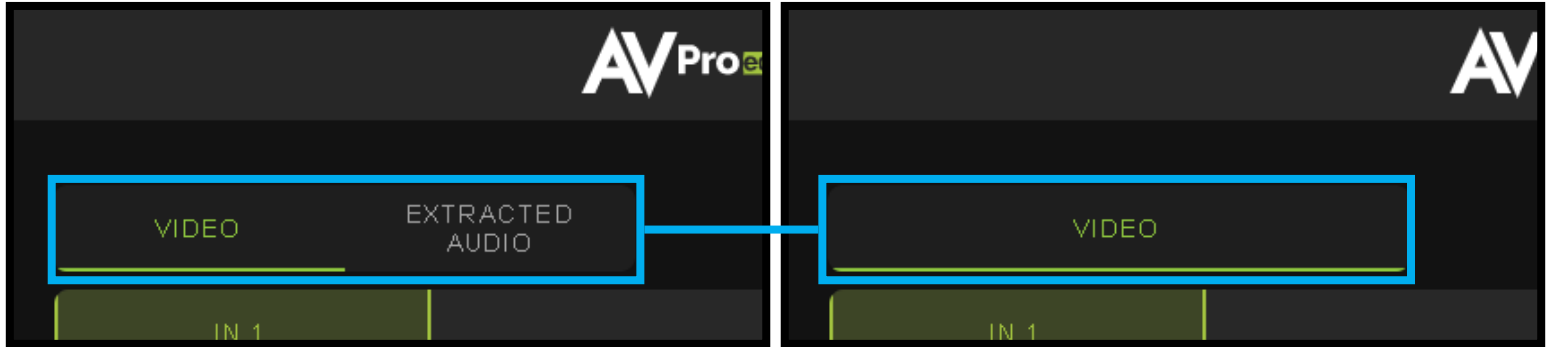 AVPro
VIDEO
EXTRACTED
AUDIO
IN 1
AV
VIDEO
IN 1